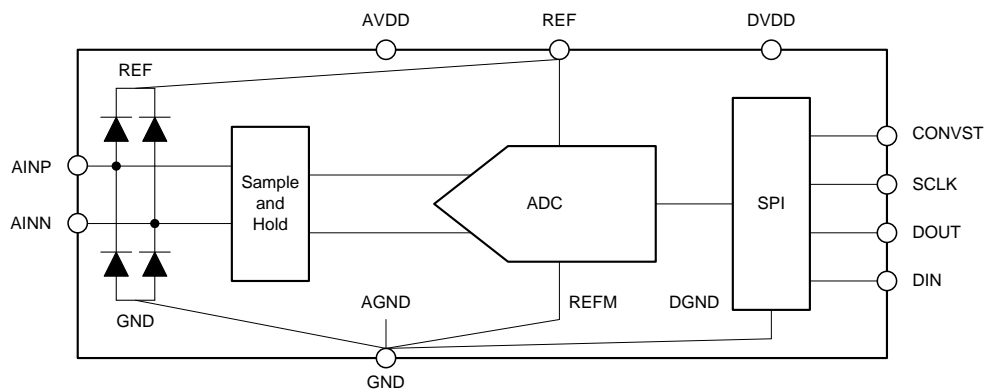 AVDD
REF
DVDD
REF
CONVST
AINP
Sample
and
Hold
ADC
SPI
SCLK
AINN
DOUT
DIN
AGND
REFM
DGND
GND
GND